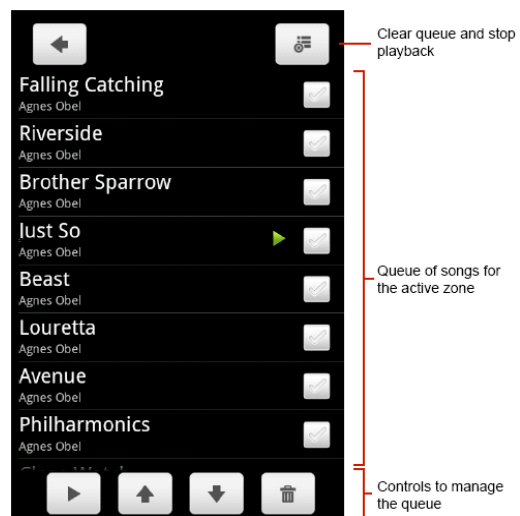 Clear queue and stop
playback
Falling Catching
Agnes Obel
Riverside
Agnes Obel
Brother Sparrow
Agnes Obel
Just So
Agnes Obel
Beast
Agnes Obel
Louretta
Agnes Obel
Avenue
Agnes Obel
Philharmonics
Agnes Obel
Queue of songs for
the active zone
Controls to manage
the queue